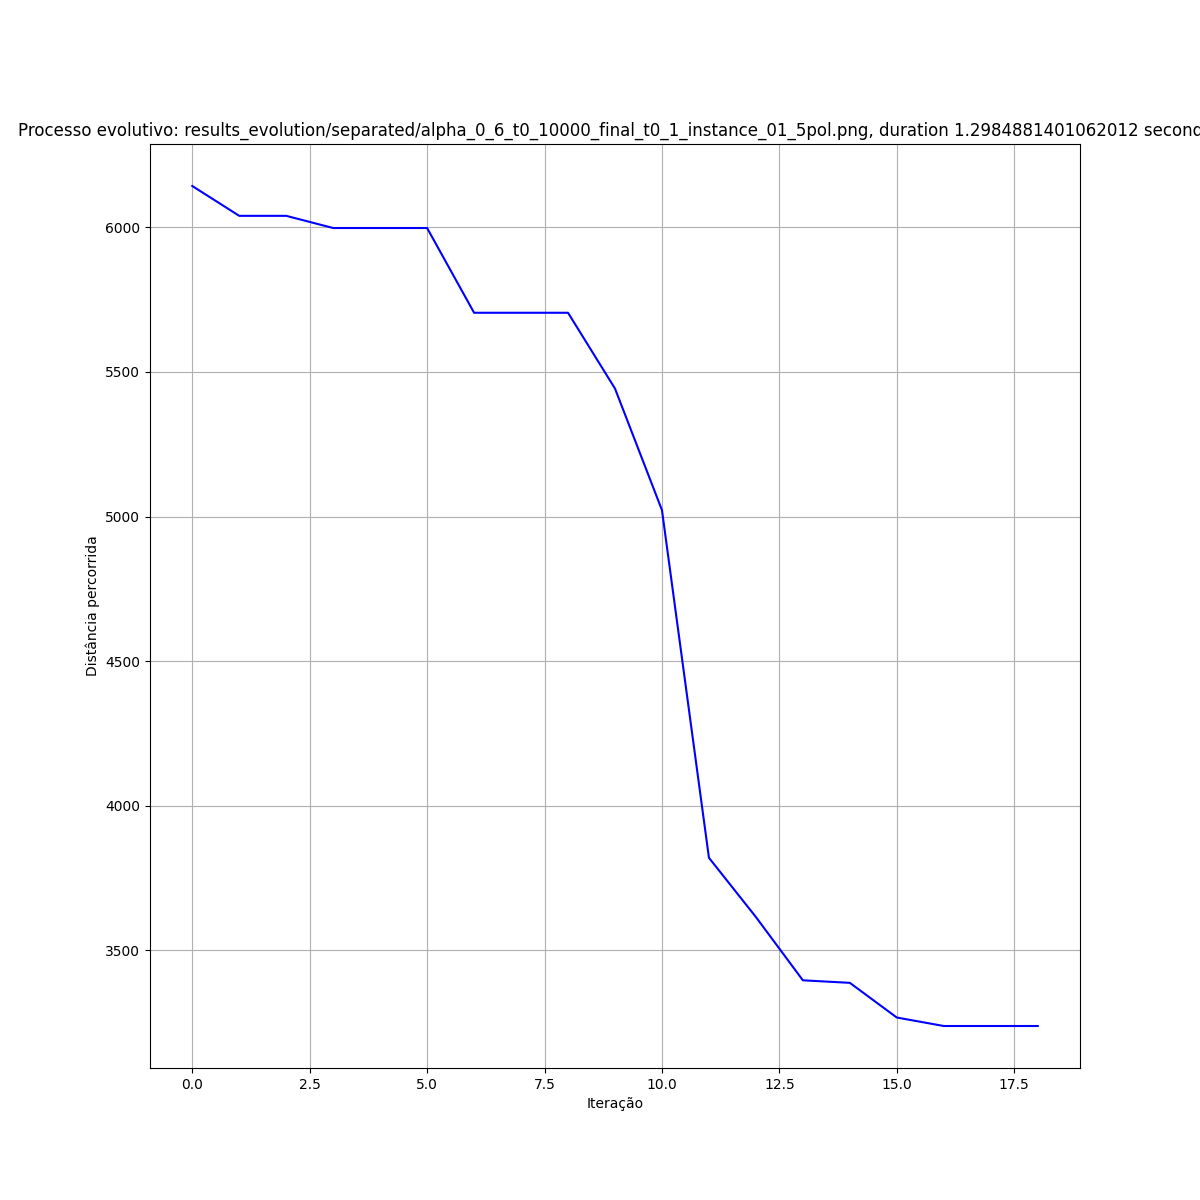 Processo evolutivo: results_evolution/separated/alpha_0_6_t0_10000_final_t0_1_instance_01_5pol.png, duration 1.2984881401062012 second
6000
5500
5000
4500
4000
3500
Distância percorrida
0.0 2.5 5.0 7.5 10.0 12.5 15.0 17.5
Iteração